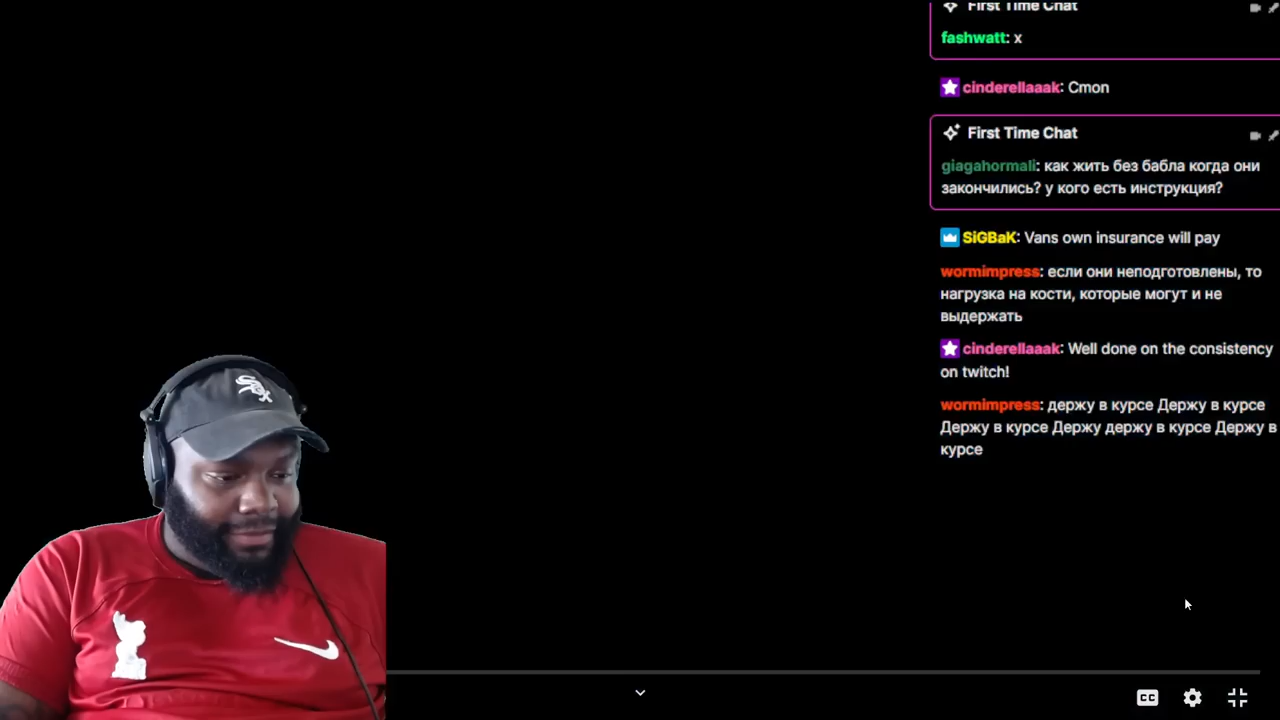 First Time Chat
fashwatt: x
cinderellaaak: Cmon
First Time Chat
giagahormali: как жить без бабла когда они
закончились? у кого есть инструкция?
SiGBaK: Vans own insurance will pay
wormimpress: если они неподготовлены, то
нагрузка на кости, которые могут и не
выдержать
cinderellaaak: Well done on the consistency
on twitch!
wormimpress: держу в курсе Держу в курсе
Держу в курсе Держу держу в курсе Держу в
курсе
Sox
CC